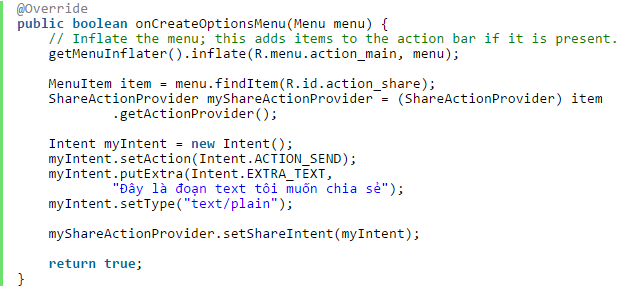 @Override
public boolean onCreateOptionsMenu(Menu menu) {
    // Inflate the menu; this adds items to the action bar if it is present.
    getMenuInflater().inflate(R.menu.action_main, menu);

    MenuItem item = menu.findItem(R.id.action_share);
    ShareActionProvider myShareActionProvider = (ShareActionProvider) item
            .getActionProvider();

    Intent myIntent = new Intent();
    myIntent.setAction(Intent.ACTION_SEND);
    myIntent.putExtra(Intent.EXTRA_TEXT,
            "Đây là đoạn text tôi muốn chia sẻ");
    myIntent.setType("text/plain");

    myShareActionProvider.setShareIntent(myIntent);

    return true;
}